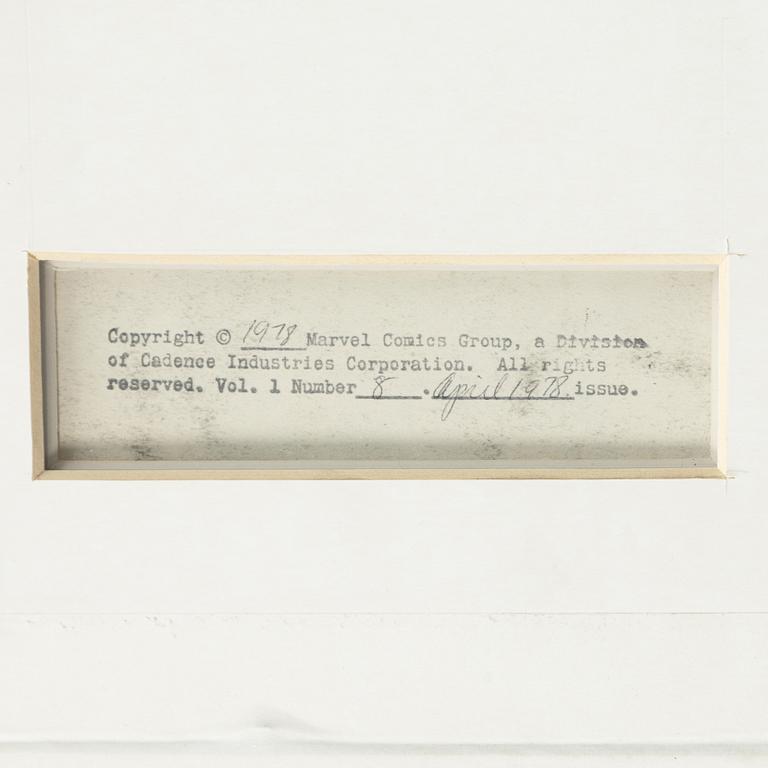 Copyright © 1978 Marvel Comics Group, a Division
of Cadence Industries Corporation. All rights
reserved. Vol. 1 Number 8 . April 1978. issue.